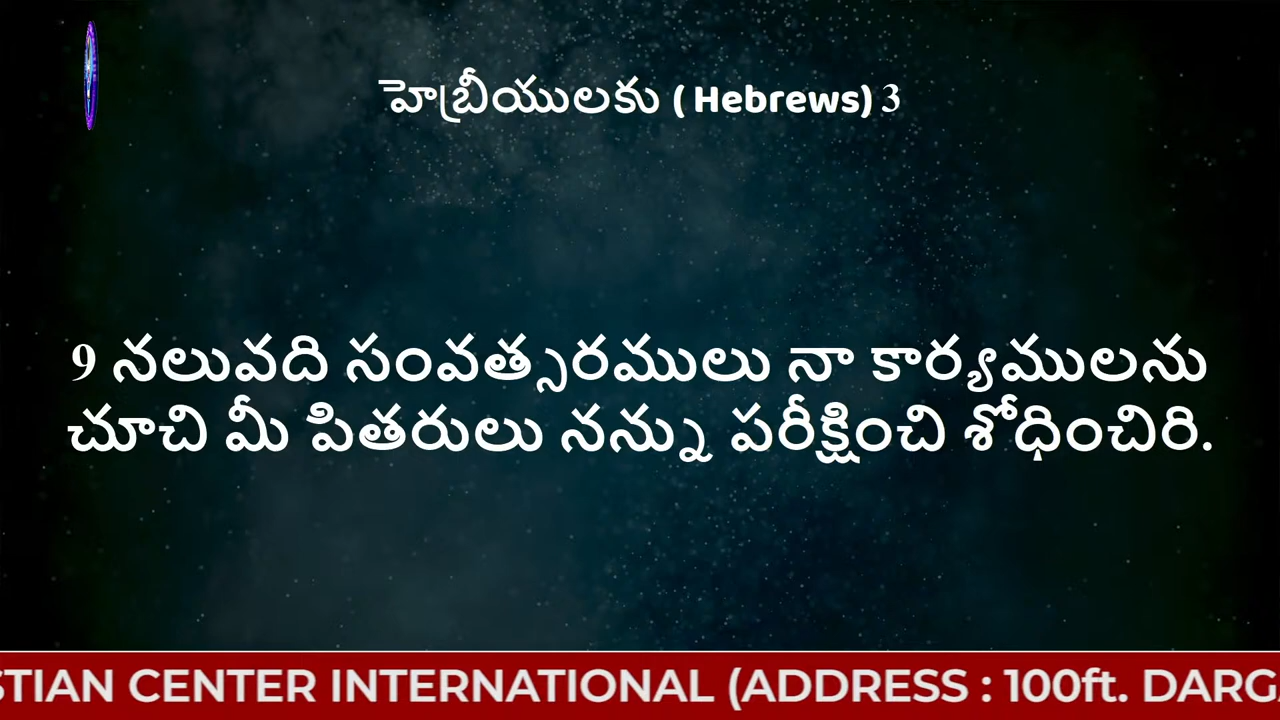 హెబ్రీయులకు ( Hebrews) 3
9 నలువది సంవత్సరములు నా కార్యములను
చూచి మీ పితరులు నన్ను పరీక్షించి శోధించిరి.
STIAN CENTER INTERNATIONAL (ADDRESS : 100ft. DARG